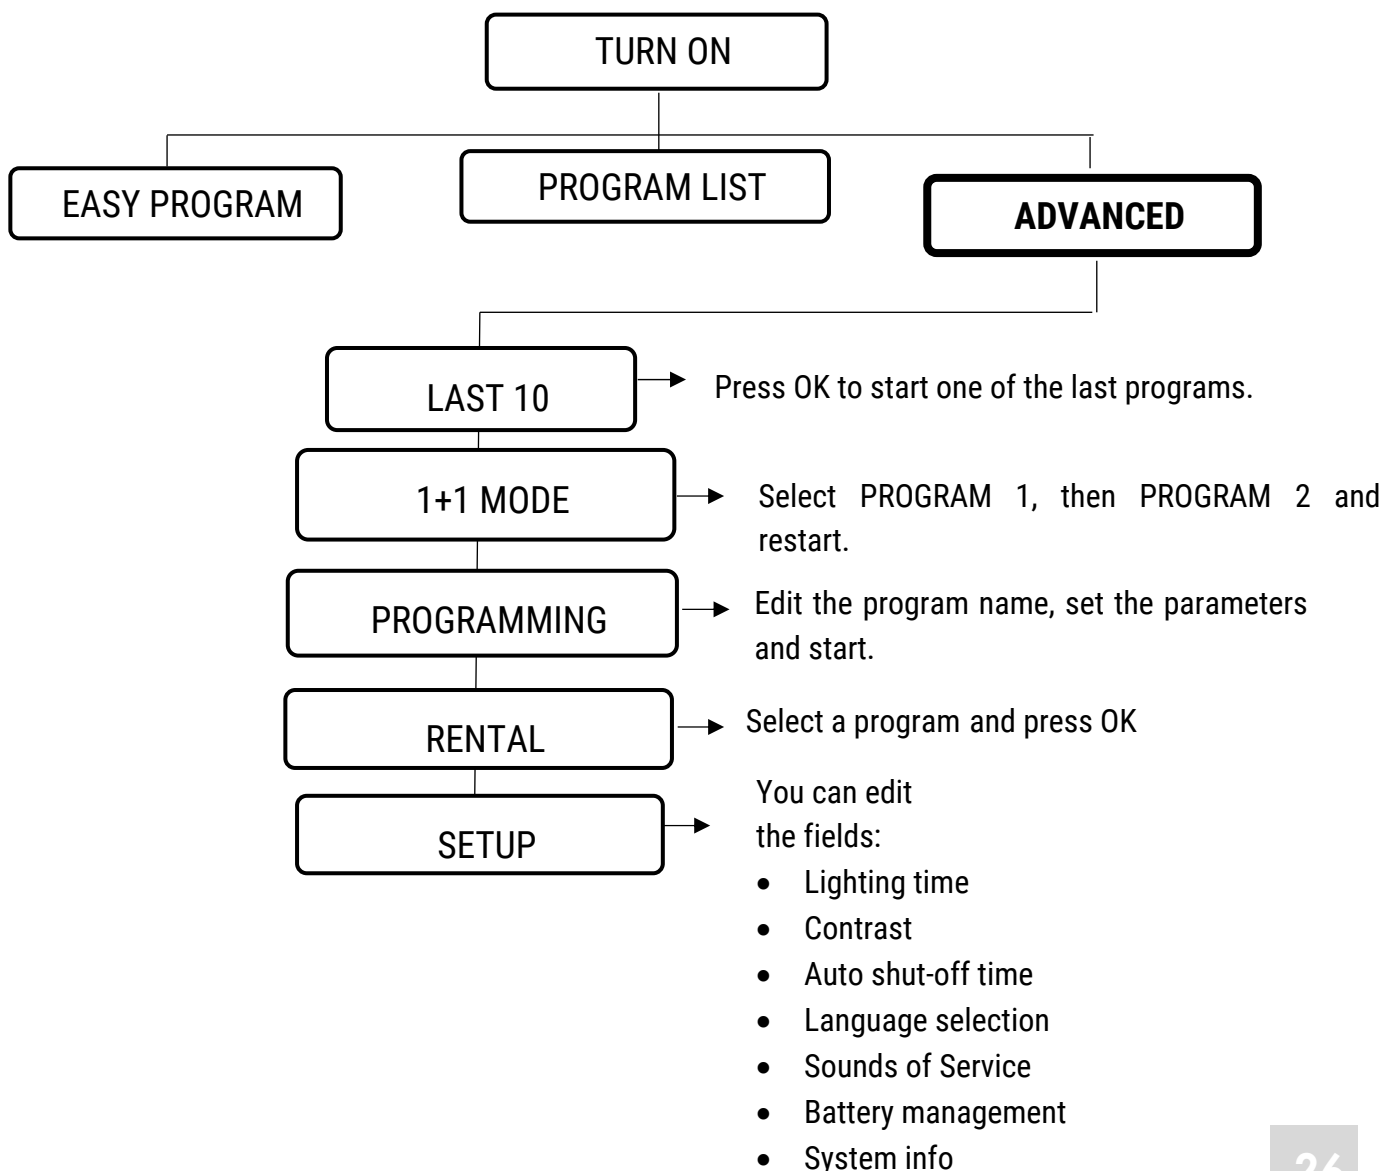 TURN ON
EASY PROGRAM
PROGRAM LIST
ADVANCED
LAST 10
Press OK to start one of the last programs.
1+1 MODE
Select PROGRAM 1, then PROGRAM 2 and
restart.
PROGRAMMING
Edit the program name, set the parameters
and start.
RENTAL
Select a program and press OK
SETUP
You can edit
the fields:
• Lighting time
• Contrast
• Auto shut-off time
• Language selection
• Sounds of Service
• Battery management
• System info
26